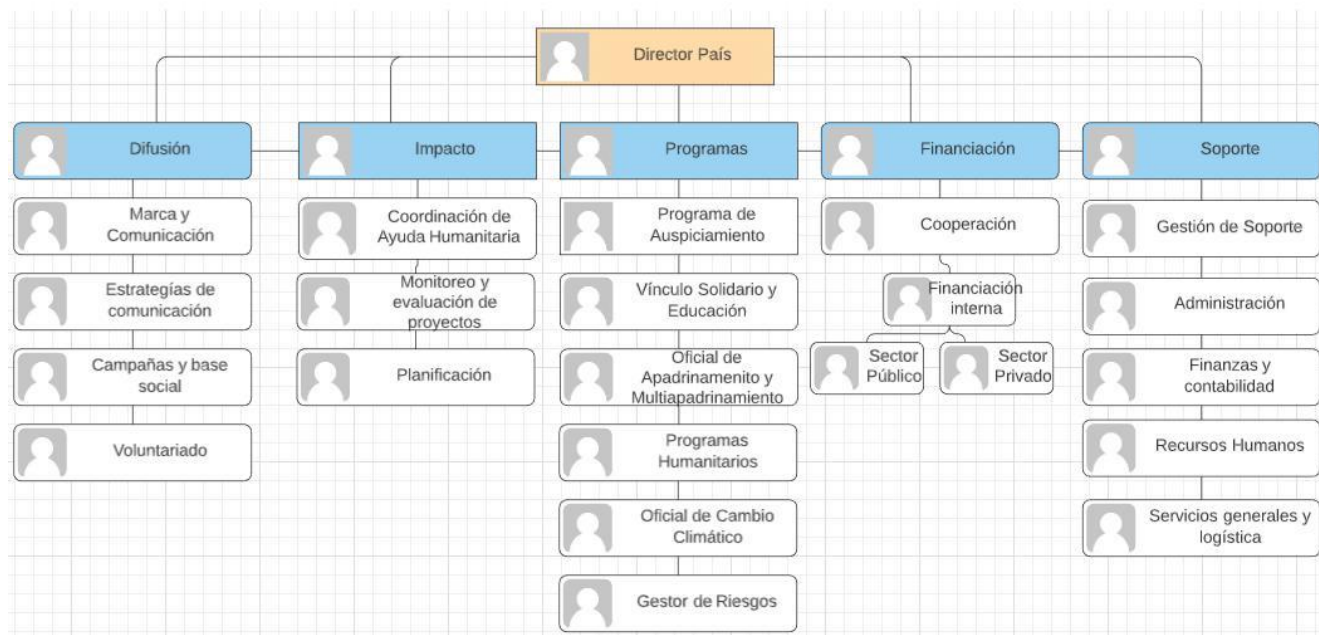 Director País
Difusión
Impacto
Programas
Financiación
Soporte
Marca y
Comunicación
Estrategías de
comunicación
Campañas y base
social
Voluntariado
Coordinación de
Ayuda Humanitaria
Monitoreo y
evaluación de
proyectos
Planificación
Programa de
Auspiciamiento
Vínculo Solidario y
Educación
Oficial de
Apadrinamenito y
Multiapadrinamiento
Programas
Humanitarios
Oficial de Cambio
Climático
Gestor de Riesgos
Cooperación
Financiación
interna
Sector
Público
Sector
Privado
Gestión de Soporte
Administración
Finanzas y
contabilidad
Recursos Humanos
Servicios generales y
logística